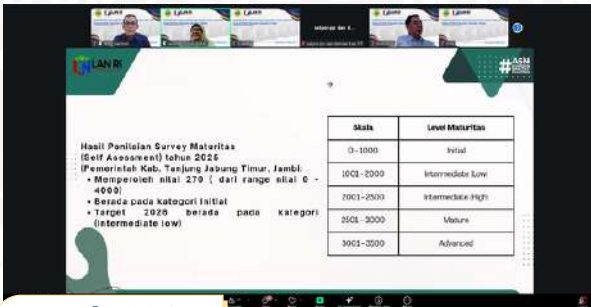 LAN RI
#ASN
Hasil Penilaian Survey Maturitas
(Self Assessment) tahun 2025
(Pemerintah Kab. Tanjung Jabung Timur, Jambi:
• Memperoleh nilai 270 ( dari range nilai 0 -
4000)
• Berada pada kategori Initial
• Target 2026 berada pada kategori
(Intermediate low)
Skala Level Maturitas
0-1000 Initial
1001-2000 Intermediate (Low)
2001-2500 Intermediate (High)
2501-3000 Mature
3001-3500 Advanced